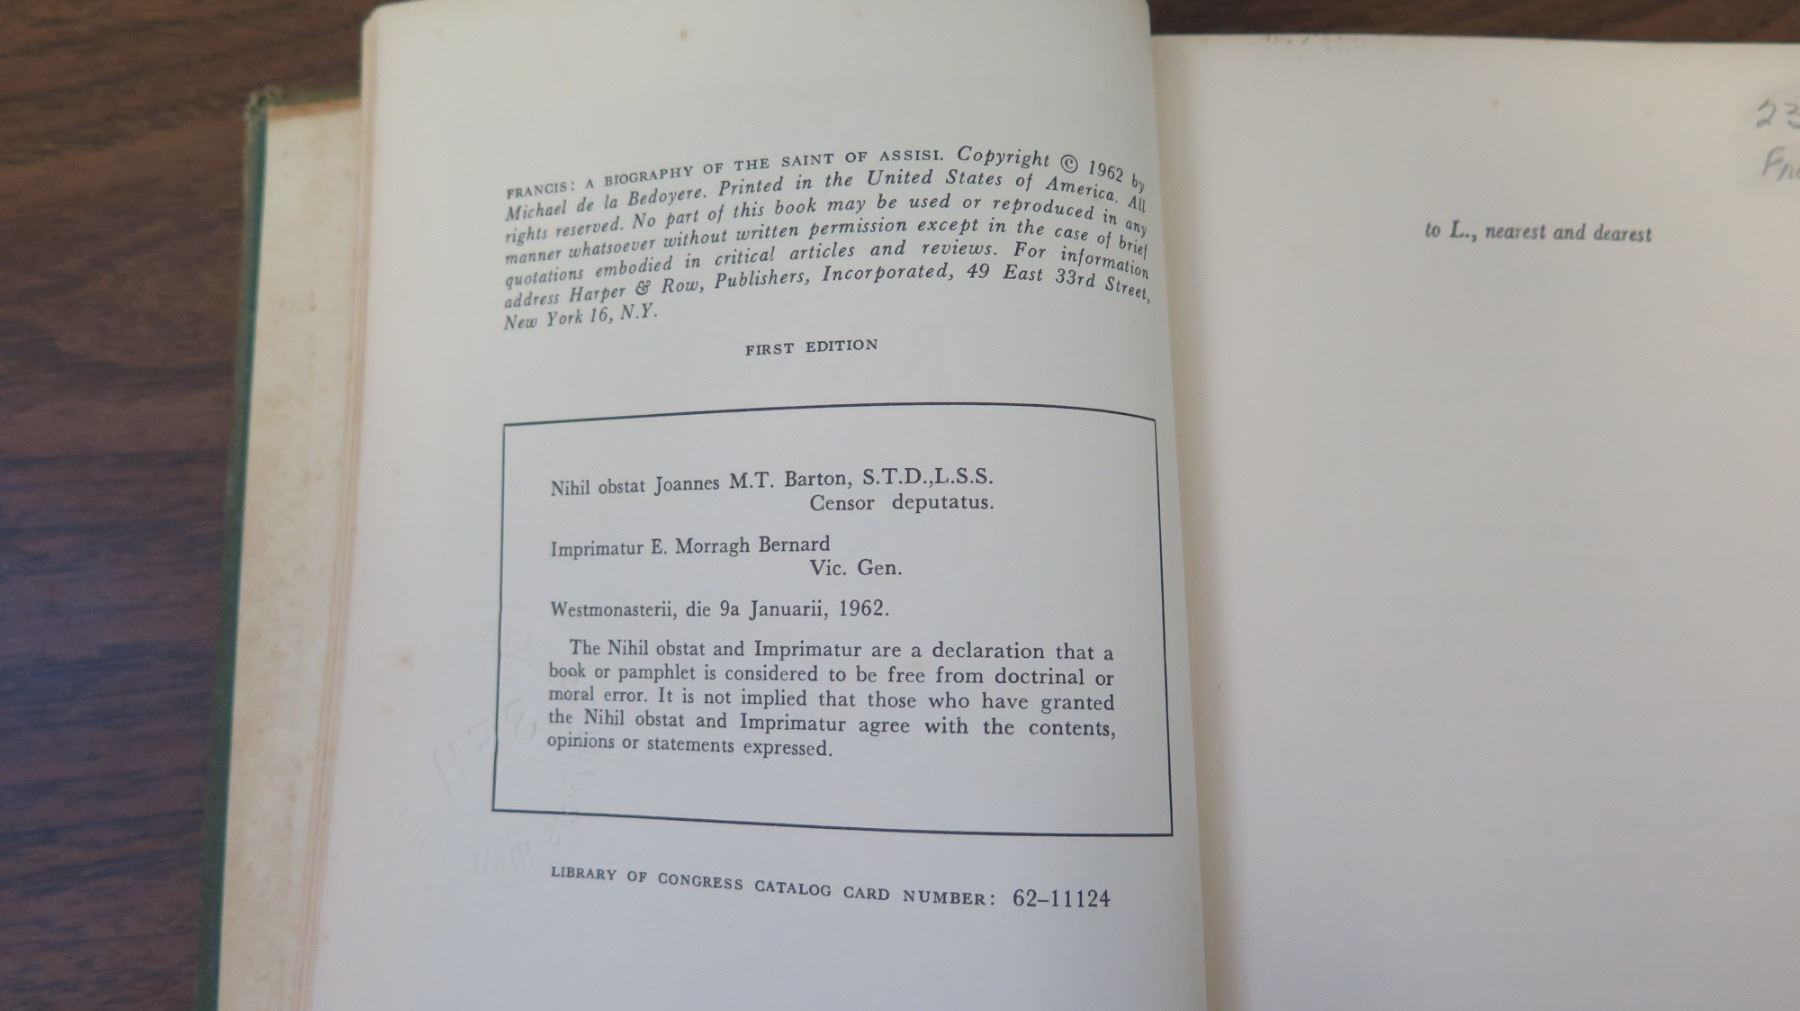 FRANCIS: A BIOGRAPHY OF THE SAINT OF ASSISI. Copyright © 1962 by
Michael de la Bedoyere. Printed in the United States of America. All
rights reserved. No part of this book may be used or reproduced in any
manner whatsoever without written permission except in the case of brief
quotations embodied in critical articles and reviews. For information
address Harper & Row, Publishers, Incorporated, 49 East 33rd Street,
New York 16, N.Y.
FIRST EDITION
Nihil obstat Joannes M.T. Barton, S.T.D.,L.S.S.
Censor deputatus.
Imprimatur E. Morragh Bernard
Vic. Gen.
Westmonasterii, die 9a Januarii, 1962.
The Nihil obstat and Imprimatur are a declaration that a
book or pamphlet is considered to be free from doctrinal or
moral error. It is not implied that those who have granted
the Nihil obstat and Imprimatur agree with the contents,
opinions or statements expressed.
LIBRARY OF CONGRESS CATALOG CARD NUMBER: 62-11124
to L., nearest and dearest
23